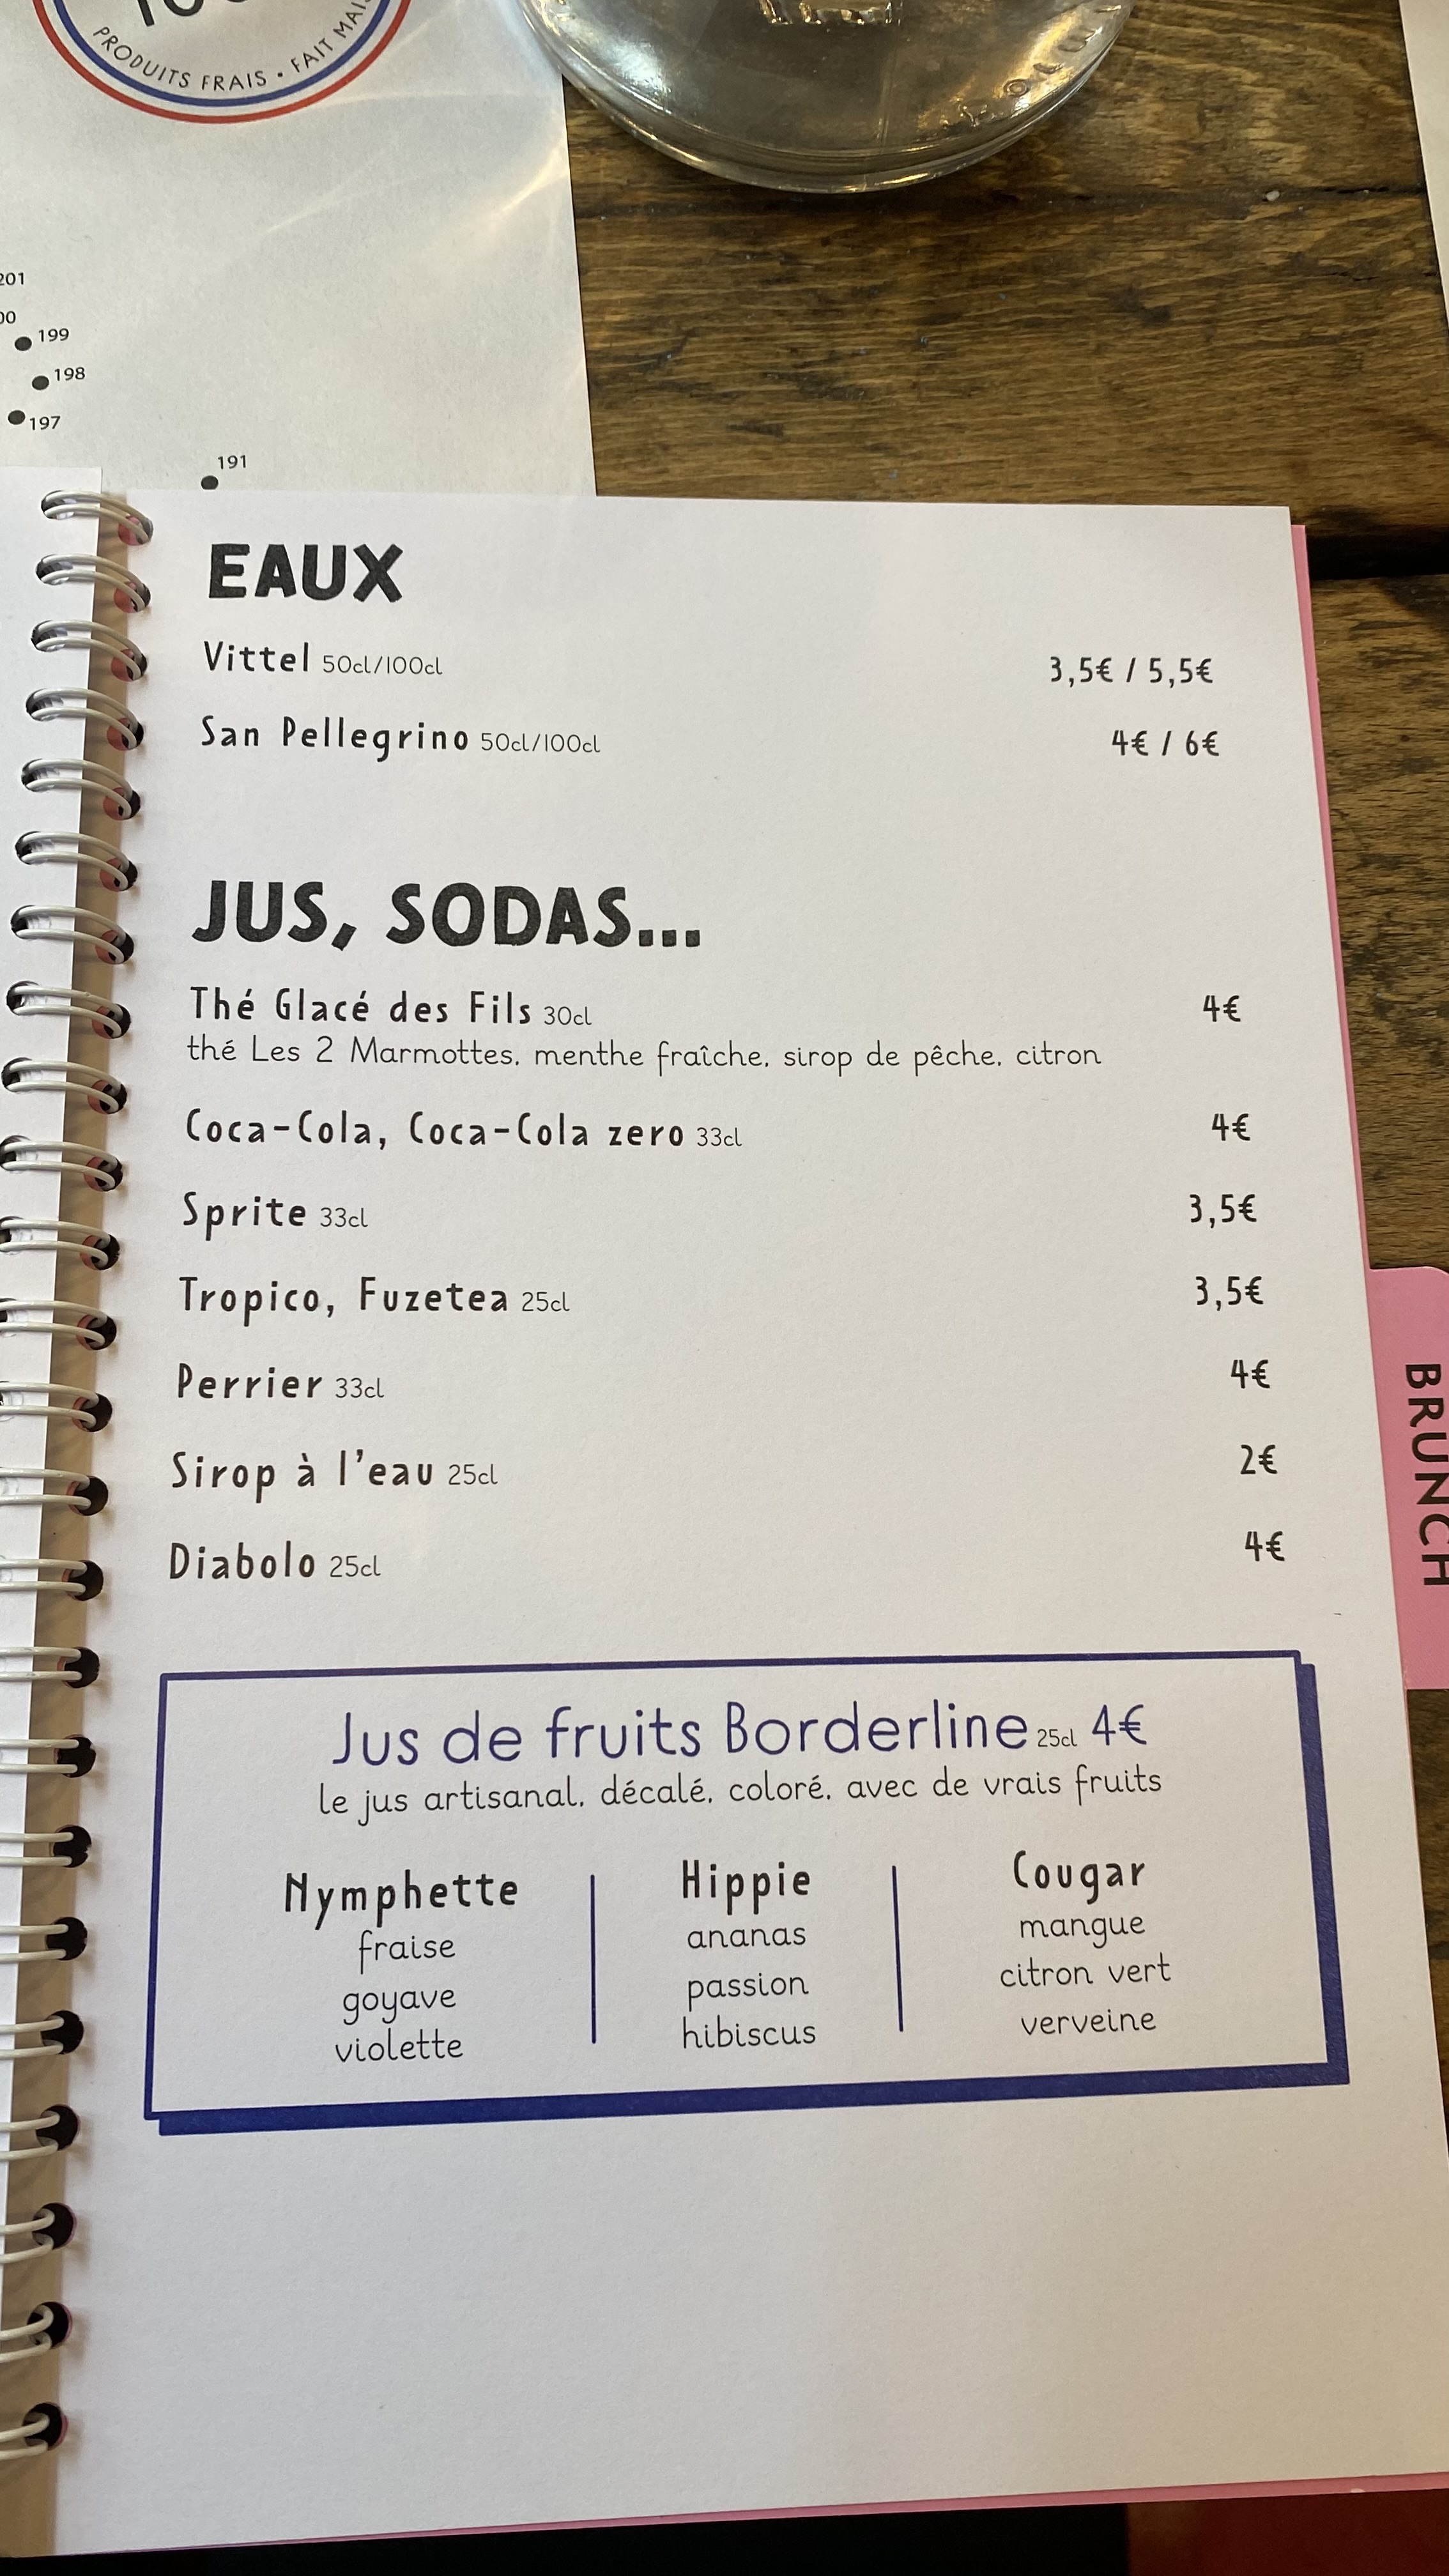 PRODUITS FRAIS • FAIT
201
199
198
197
191
EAUX
Vittel 50cl/100cl 3,5€ / 5,5€
San Pellegrino 50cl/100cl 4€ / 6€
JUS, SODAS...
Thé Glacé des Fils 30cl 4€
thé Les 2 Marmottes, menthe fraîche, sirop de pêche, citron
Coca-Cola, Coca-Cola zero 33cl 4€
Sprite 33cl 3,5€
Tropico, Fuzetea 25cl 3,5€
Perrier 33cl 4€
Sirop à l'eau 25cl 2€
Diabolo 25cl 4€
BRUNCH
Jus de fruits Borderline 25cl 4€
le jus artisanal, décalé, coloré, avec de vrais fruits
Nymphette
fraise
goyave
violette
Hippie
ananas
passion
hibiscus
Cougar
mangue
citron vert
verveine